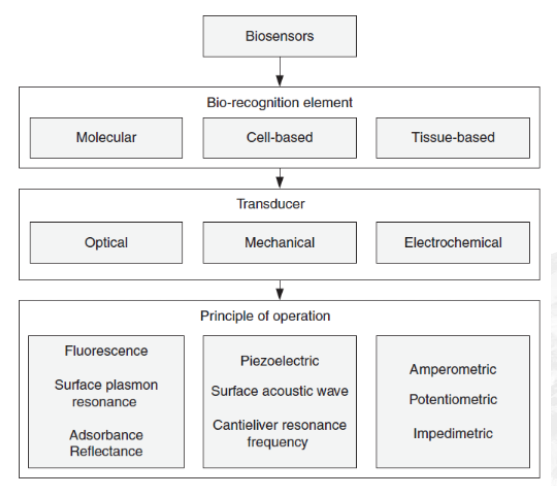 Biosensors
Bio-recognition element
Molecular
Cell-based
Tissue-based
Transducer
Optical
Mechanical
Electrochemical
Principle of operation
Fluorescence
Surface plasmon
resonance
Adsorbance
Reflectance
Piezoelectric
Surface acoustic wave
Cantieliver resonance
frequency
Amperometric
Potentiometric
Impedimetric